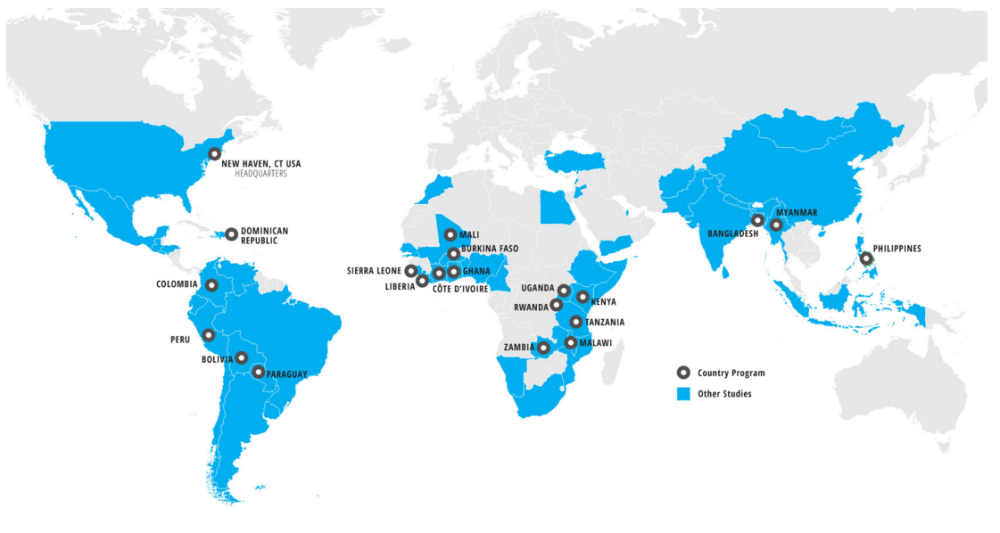 NEW HAVEN, CT USA
HEADQUARTERS
DOMINICAN
REPUBLIC
COLOMBIA
PERU
BOLIVIA
PARAGUAY
MALI
BURKINA FASO
SIERRA LEONE
GHANA
LIBERIA
CÔTE D'IVOIRE
UGANDA
KENYA
RWANDA
TANZANIA
ZAMBIA
MALAWI
MYANMAR
BANGLADESH
PHILIPPINES
Country Program
Other Studies